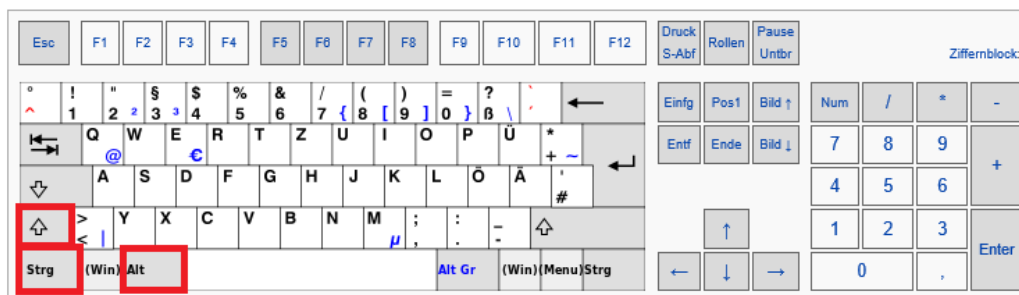 Esc F1 F2 F3 F4 F5 F6 F7 F8 F9 F10 F11 F12 Druck S-Abf Rollen Pause Untbr Ziffernblock:
° ! " § $ % & / ( ) = ? `
^ 1 2 ² 3 ³ 4 5 6 7 { 8 [ 9 ] 0 } ß \ ´
Einfg Pos1 Bild ↑ Num / * -
Q W E R T Z U I O P Ü *
@ € + ~
Entf Ende Bild ↓ 7 8 9 +
A S D F G H J K L Ö Ä '
#
4 5 6
> Y X C V B N M ; : _
< | µ , . -
↑ 1 2 3 Enter
Strg (Win) Alt Alt Gr (Win) (Menu) Strg ← ↓ → 0 ,